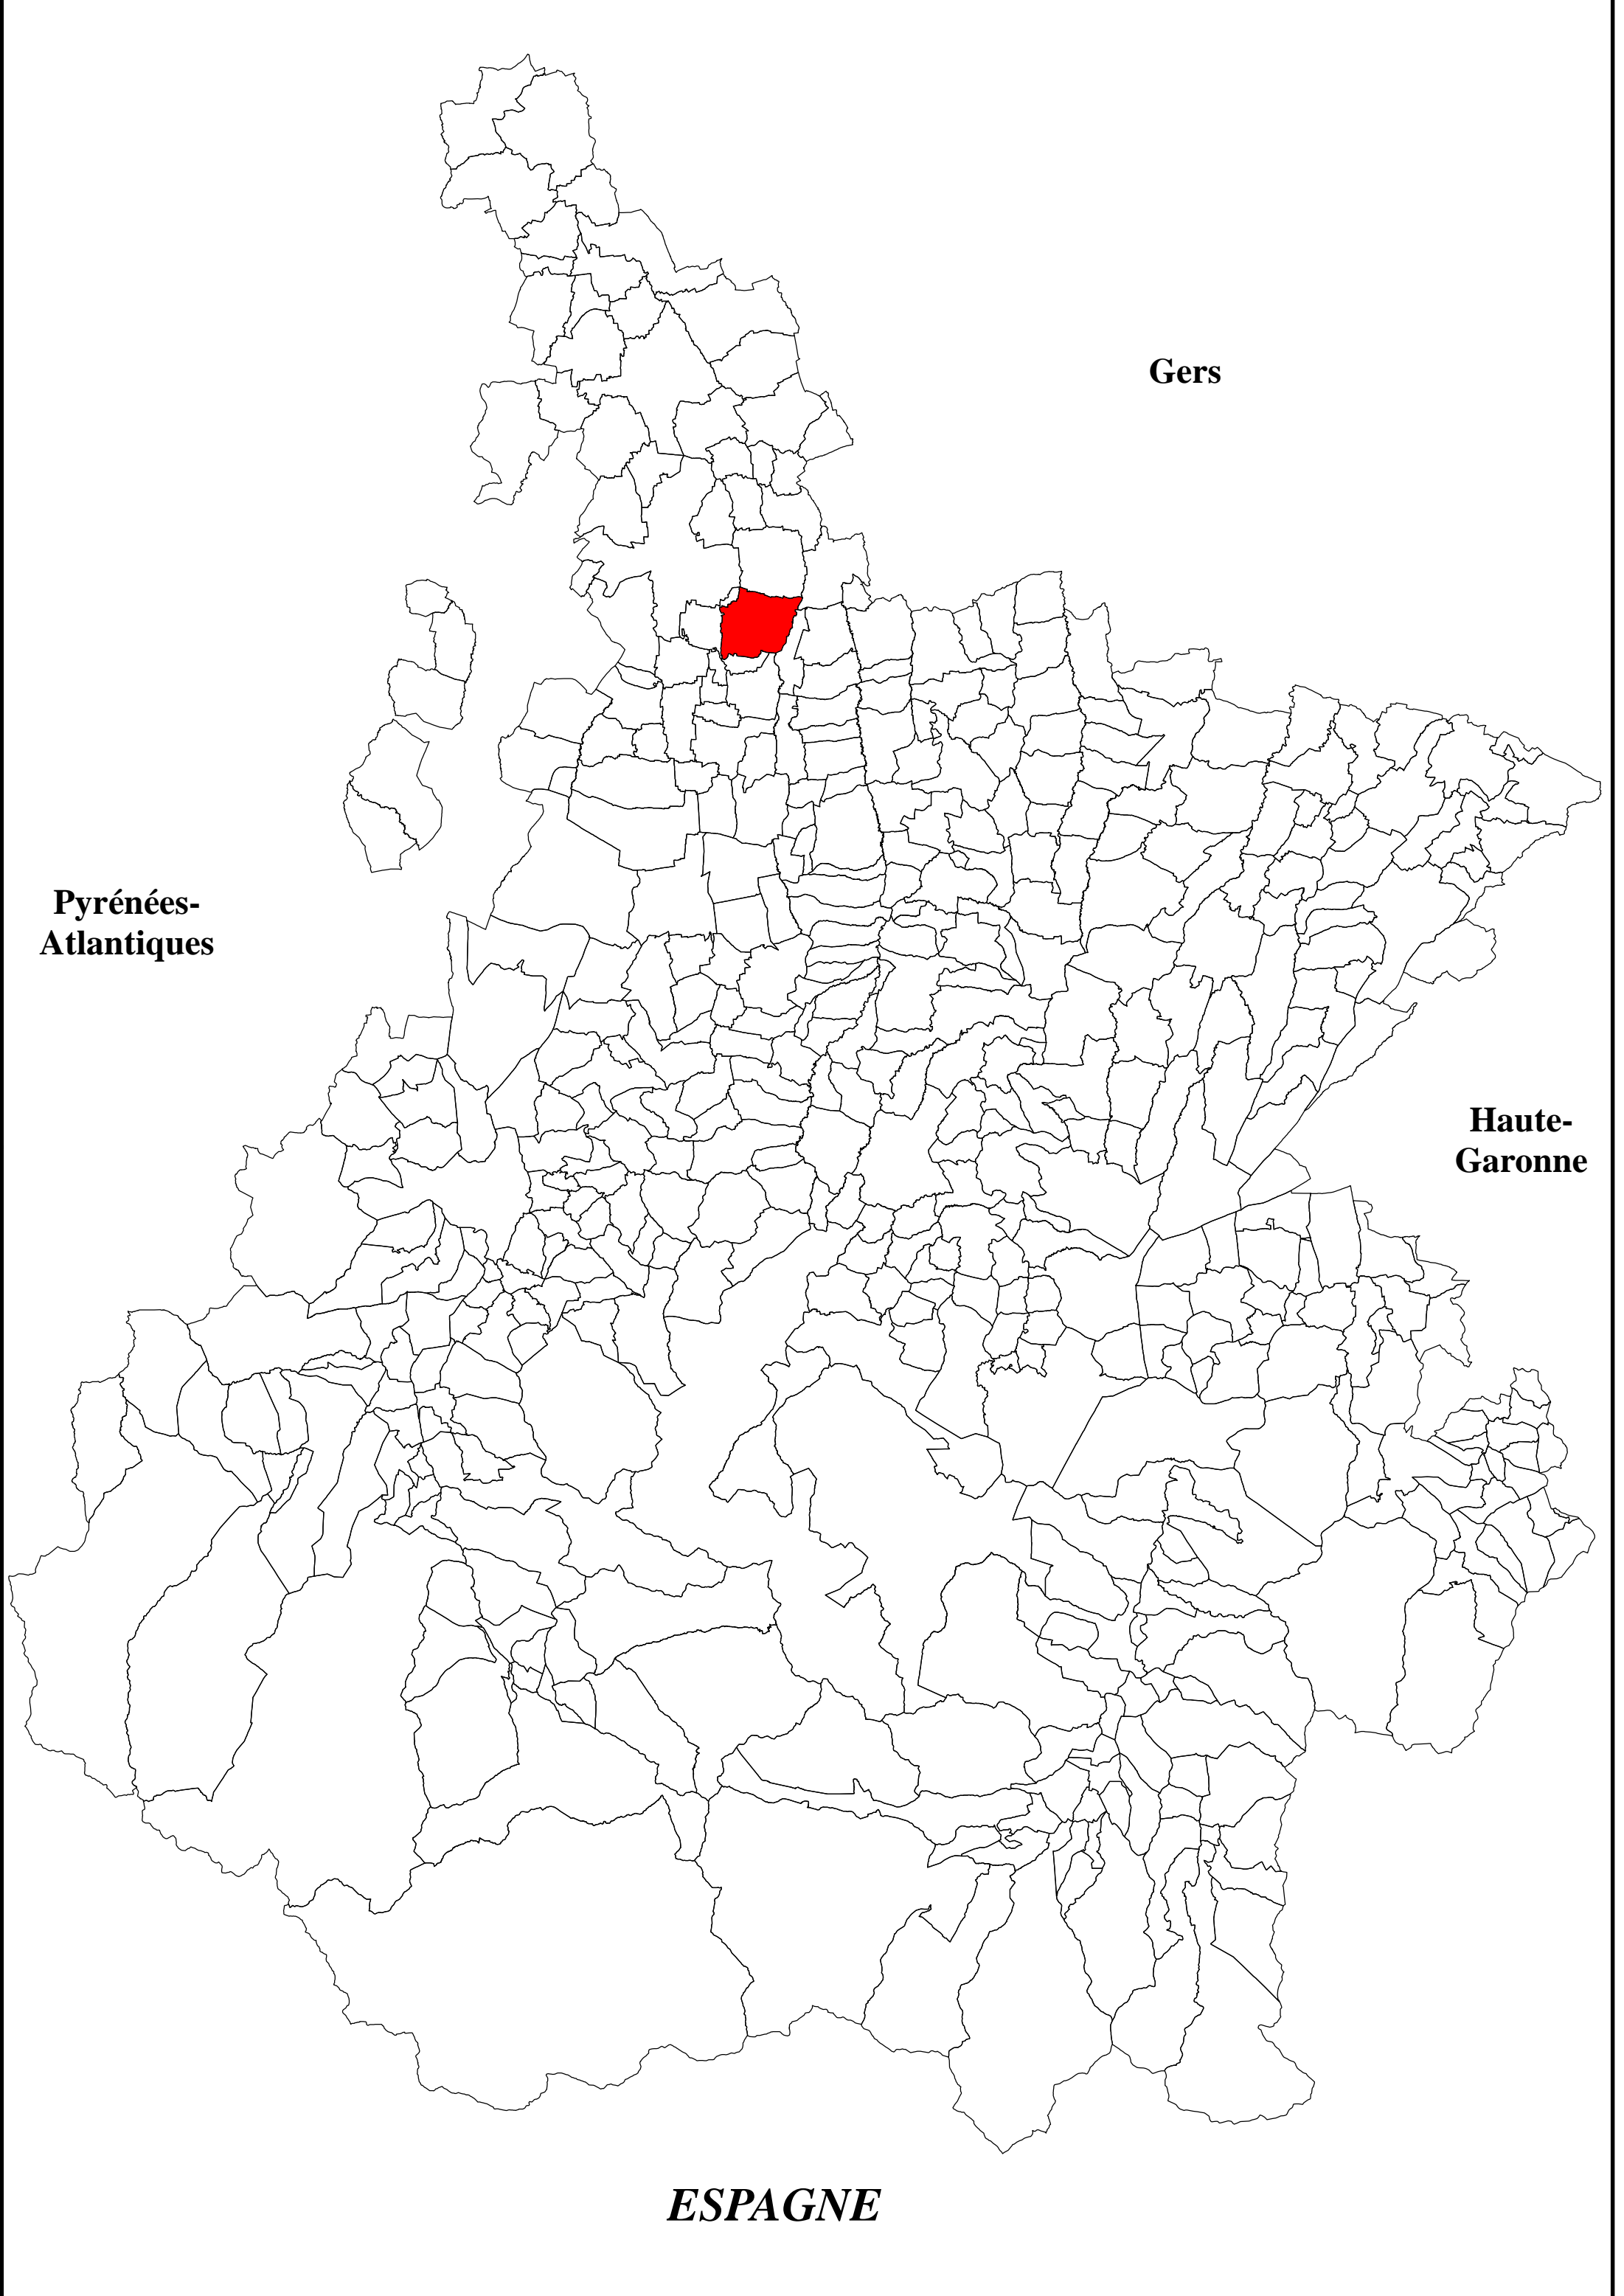 Gers
Pyrénées-
Atlantiques
Haute-
Garonne
ESPAGNE